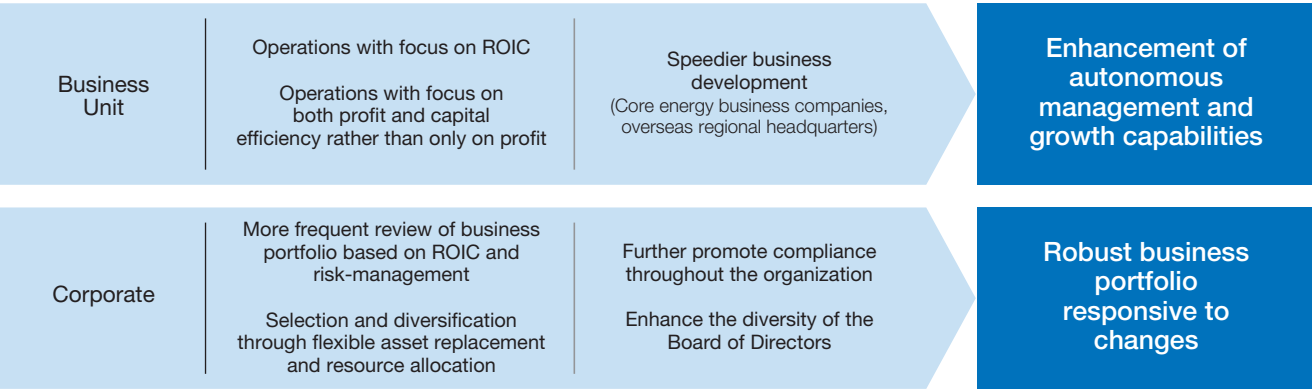 Business
Unit
Operations with focus on ROIC
Operations with focus on
both profit and capital
efficiency rather than only on profit
Speedier business
development
(Core energy business companies,
overseas regional headquarters)
Enhancement of
autonomous
management and
growth capabilities
Corporate
More frequent review of business
portfolio based on ROIC and
risk-management
Selection and diversification
through flexible asset replacement
and resource allocation
Further promote compliance
throughout the organization
Enhance the diversity of the
Board of Directors
Robust business
portfolio
responsive to
changes